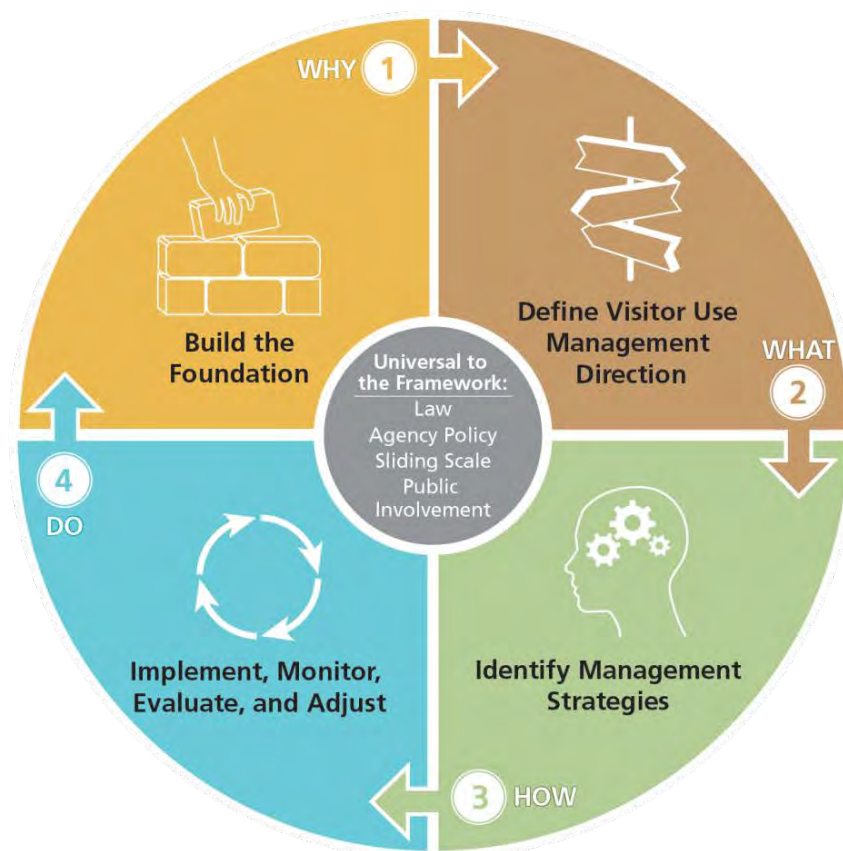 WHY 1
Build the
Foundation
Define Visitor Use
Management
Direction
WHAT
2
Universal to
the Framework:
Law
Agency Policy
Sliding Scale
Public
Involvement
Identify Management
Strategies
3 HOW
Implement, Monitor,
Evaluate, and Adjust
4
DO